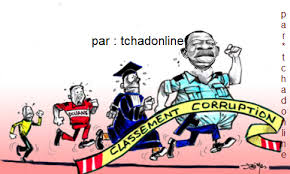 par : tchadonline
par*tchadonline
DOUANE
CLASSEMENT CORRUPTION